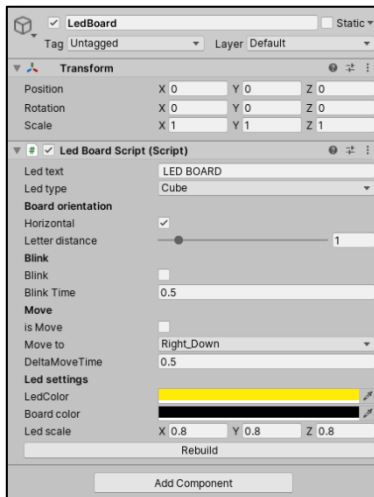 LedBoard Static
Tag Untagged Layer Default
Transform
Position X 0 Y 0 Z 0
Rotation X 0 Y 0 Z 0
Scale X 1 Y 1 Z 1
# Led Board Script (Script)
Led text LED BOARD
Led type Cube
Board orientation
Horizontal
Letter distance 1
Blink
Blink
Blink Time 0.5
Move
is Move
Move to Right_Down
DeltaMoveTime 0.5
Led settings
LedColor
Board color
Led scale X 0.8 Y 0.8 Z 0.8
Rebuild
Add Component